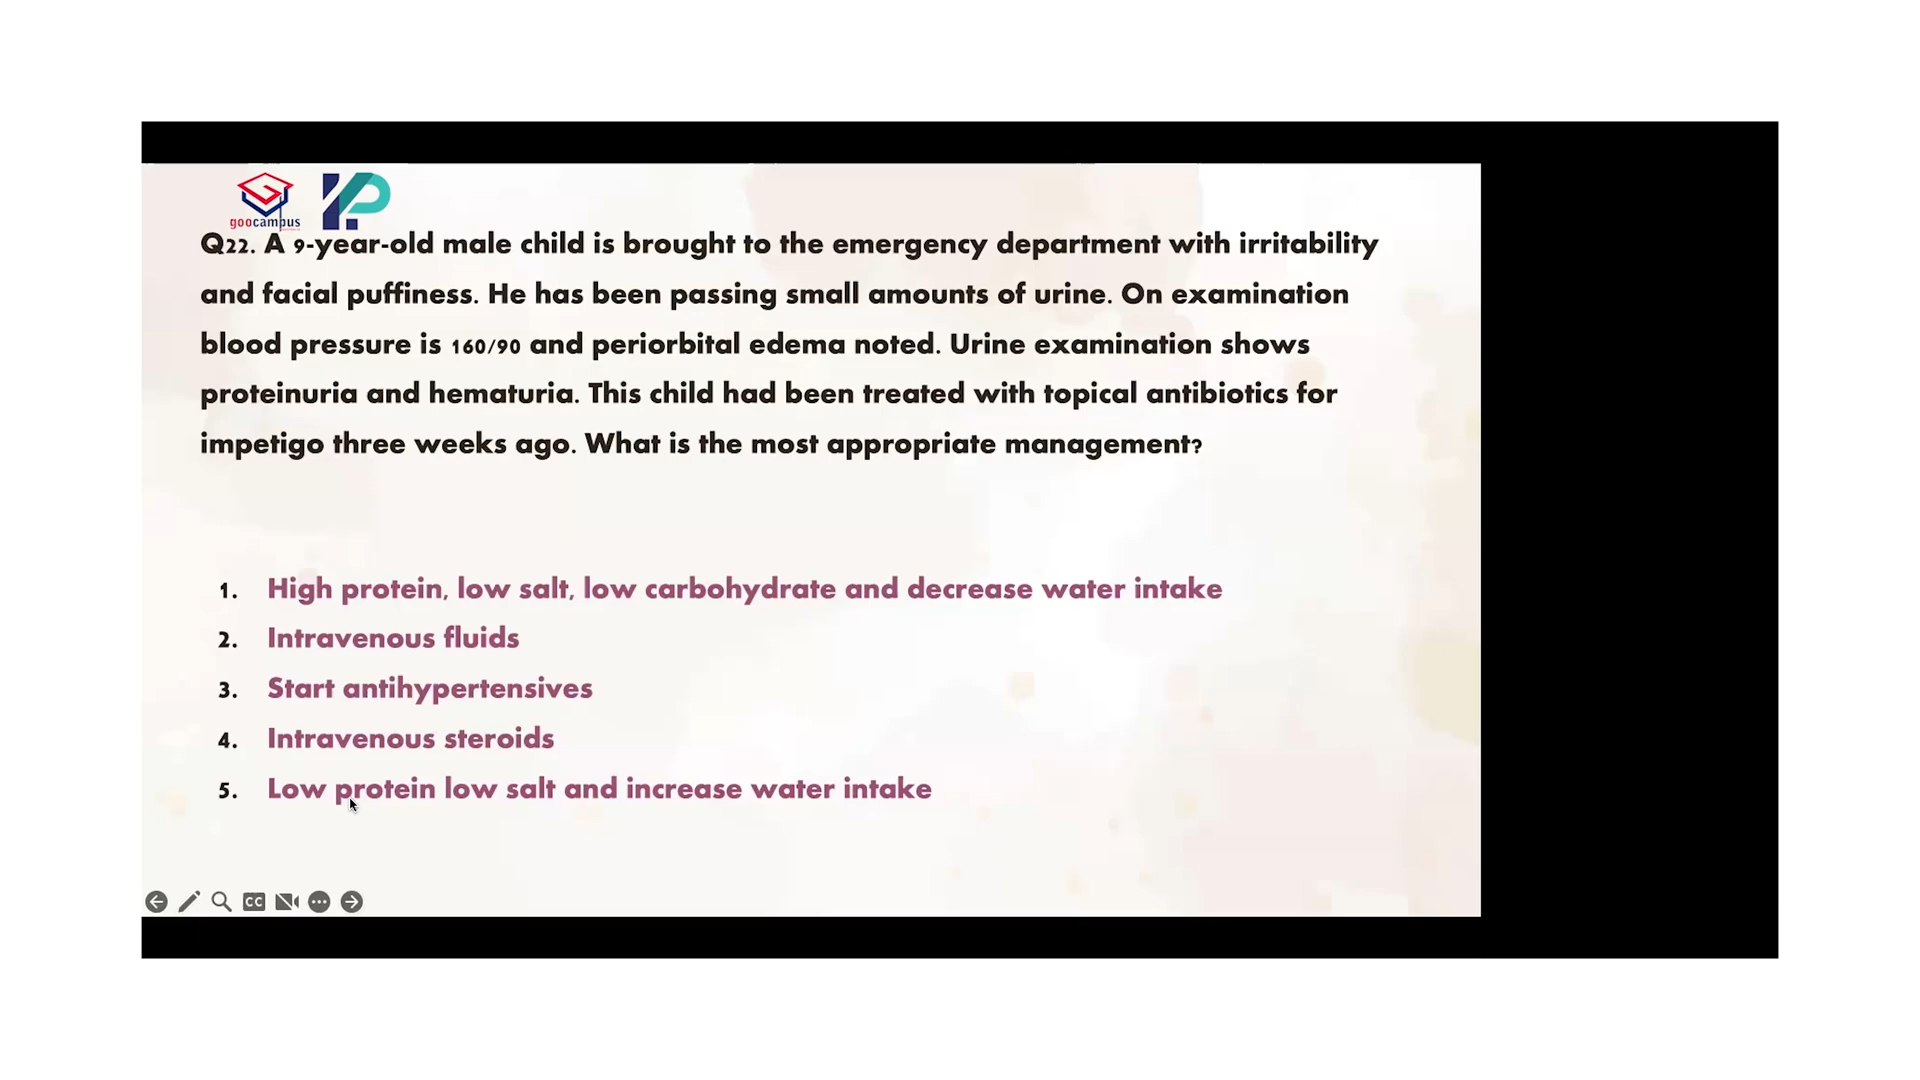 goocampus
Q22. A 9-year-old male child is brought to the emergency department with irritability
and facial puffiness. He has been passing small amounts of urine. On examination
blood pressure is 160/90 and periorbital edema noted. Urine examination shows
proteinuria and hematuria. This child had been treated with topical antibiotics for
impetigo three weeks ago. What is the most appropriate management?
1. High protein, low salt, low carbohydrate and decrease water intake
2. Intravenous fluids
3. Start antihypertensives
4. Intravenous steroids
5. Low protein low salt and increase water intake
CC